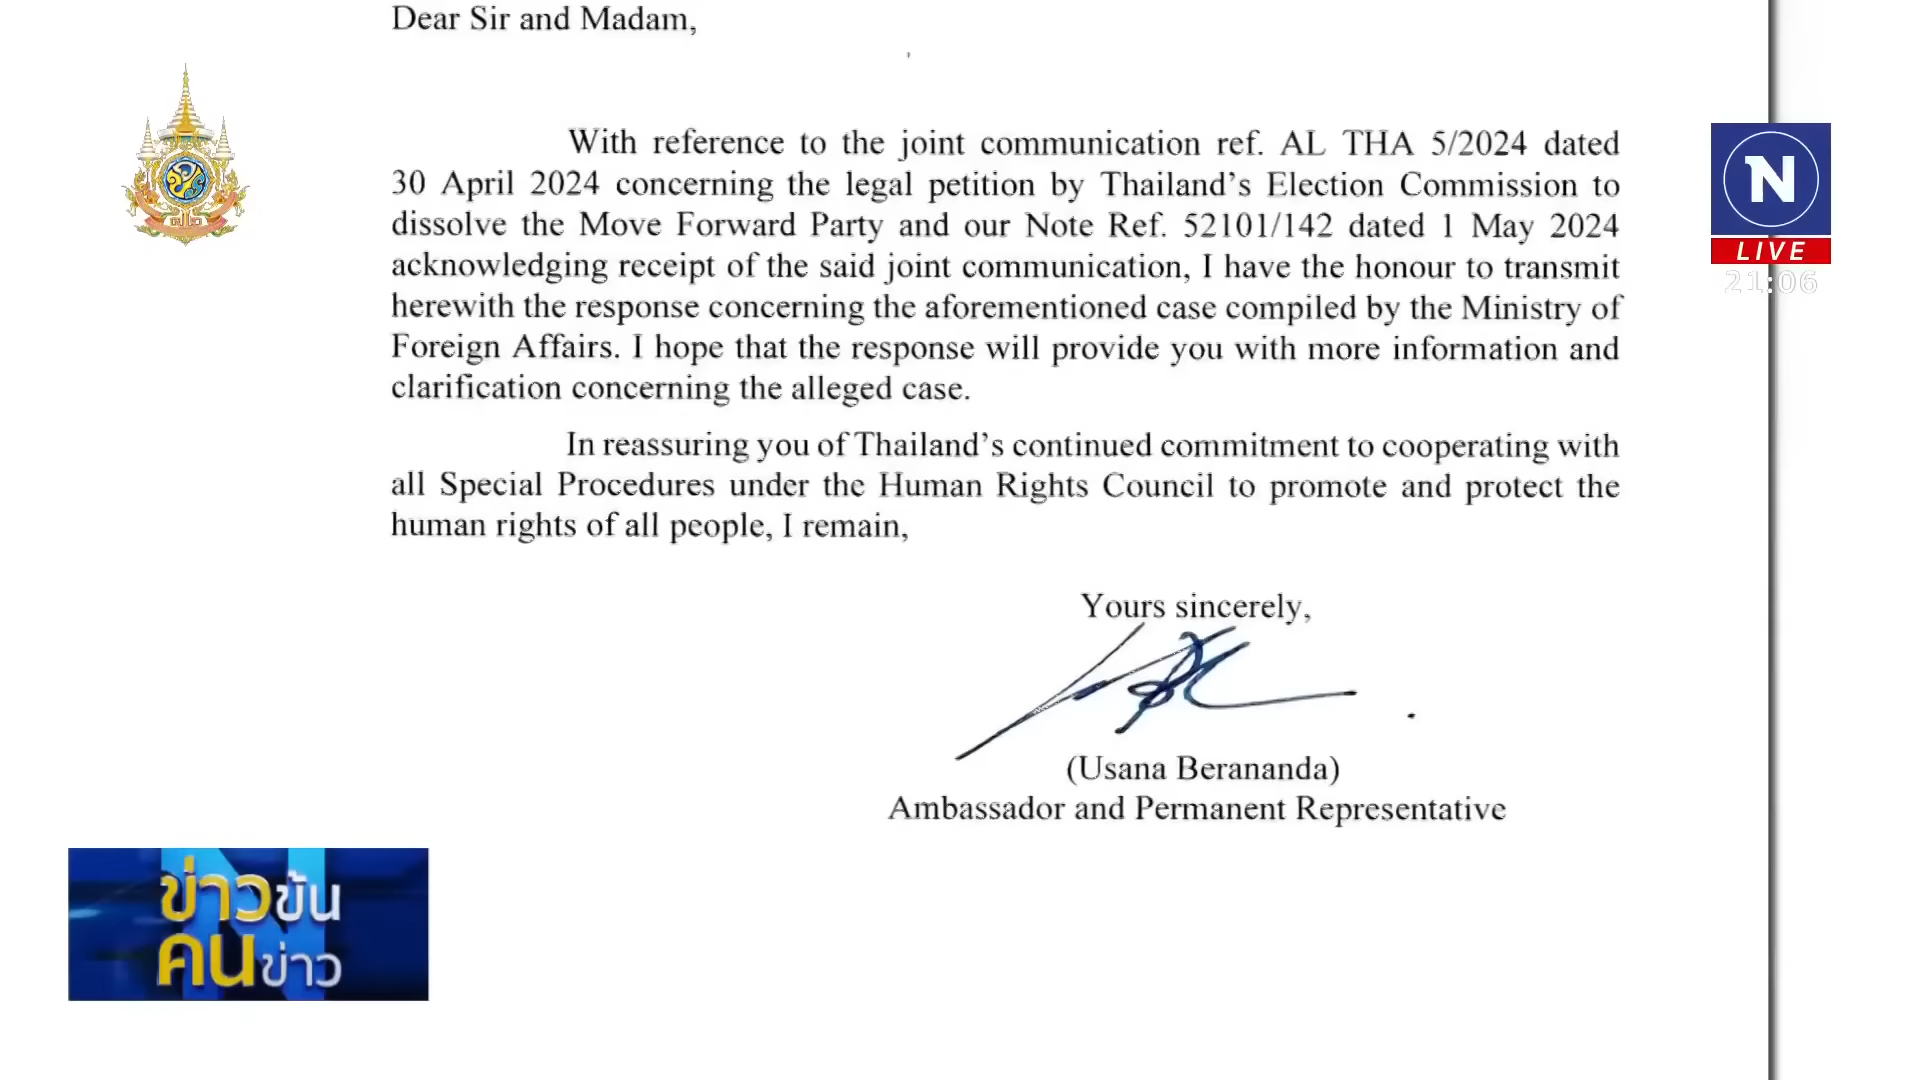 Dear Sir and Madam,
With reference to the joint communication ref. AL THA 5/2024 dated
30 April 2024 concerning the legal petition by Thailand's Election Commission to
dissolve the Move Forward Party and our Note Ref. 52101/142 dated 1 May 2024
acknowledging receipt of the said joint communication, I have the honour to transmit
herewith the response concerning the aforementioned case compiled by the Ministry of
Foreign Affairs. I hope that the response will provide you with more information and
clarification concerning the alleged case.
In reassuring you of Thailand's continued commitment to cooperating with
all Special Procedures under the Human Rights Council to promote and protect the
human rights of all people, I remain,
Yours sincerely,
(Usana Berananda)
Ambassador and Permanent Representative
N
LIVE
21:06
ข่าวข้น
คนข่าว